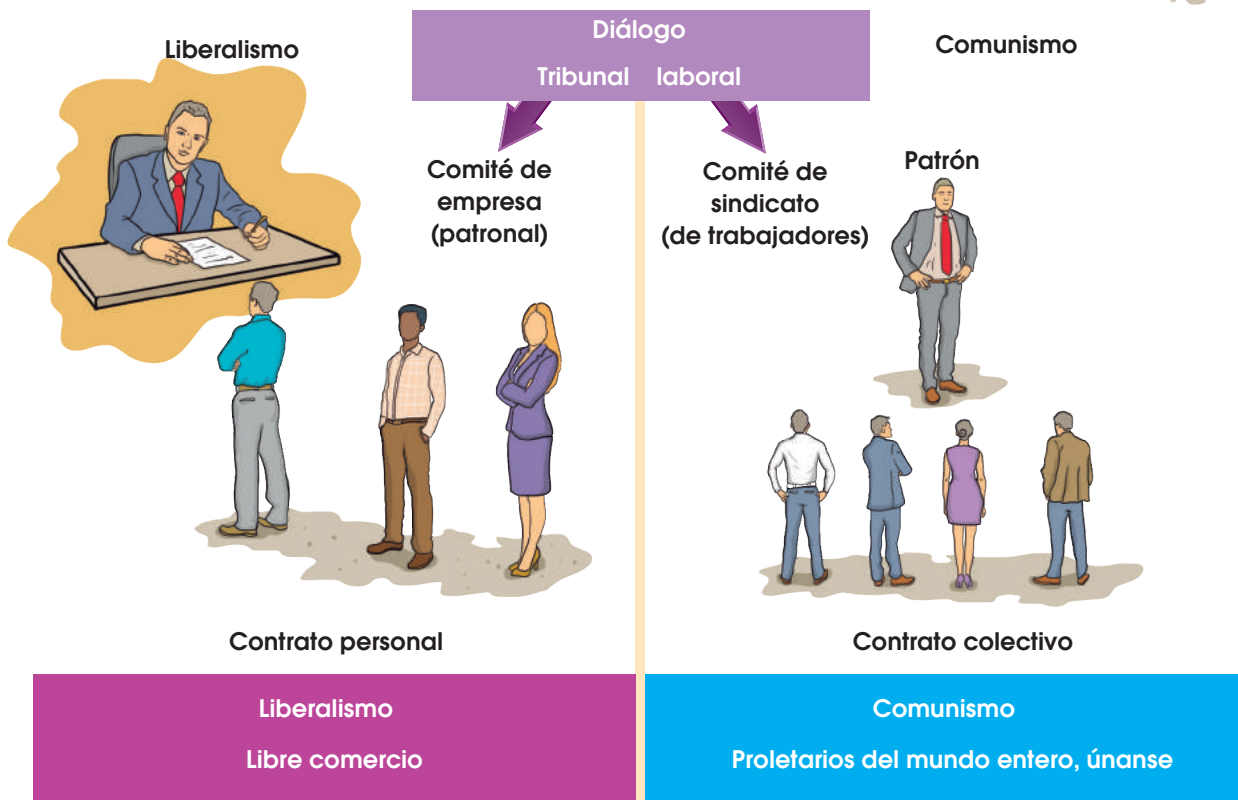 Diálogo
Tribunal laboral
Liberalismo
Comunismo
Comité de
empresa
(patronal)
Comité de
sindicato
(de trabajadores)
Patrón
Contrato personal
Contrato colectivo
Liberalismo
Libre comercio
Comunismo
Proletarios del mundo entero, únanse